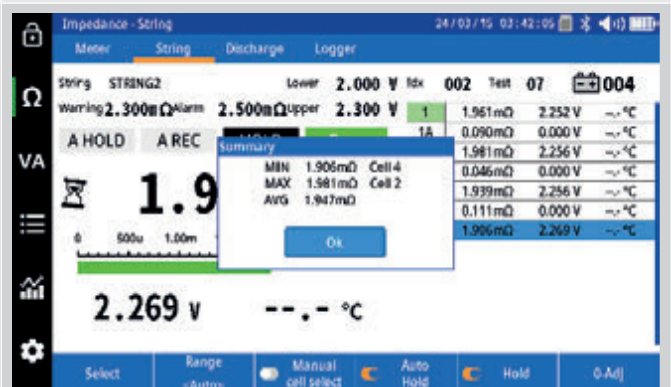 Impedance - String 24/03/15 03:42:05
Meter String Discharge Logger
String STRING2 Lower 2.000 V Idx 002 Test 07 004
Warning 2.300mΩ Alarm 2.500mΩ Upper 2.300 V
1 1.961mΩ 2.252 V --.- °C
A HOLD A REC
1A 0.090mΩ 0.000 V --.- °C
1.981mΩ 2.256 V --.- °C
0.046mΩ 0.000 V --.- °C
1.939mΩ 2.256 V --.- °C
0.111mΩ 0.000 V --.- °C
1.906mΩ 2.269 V --.- °C
Summary
MIN 1.906mΩ Cell 4
MAX 1.981mΩ Cell 2
AVG 1.947mΩ
Ok
Ω
VA
1.9
0 500u 1.00m
2.269 V --.- °C
Select Range <Auto> Manual cell select Auto Hold Hold 0-Adj